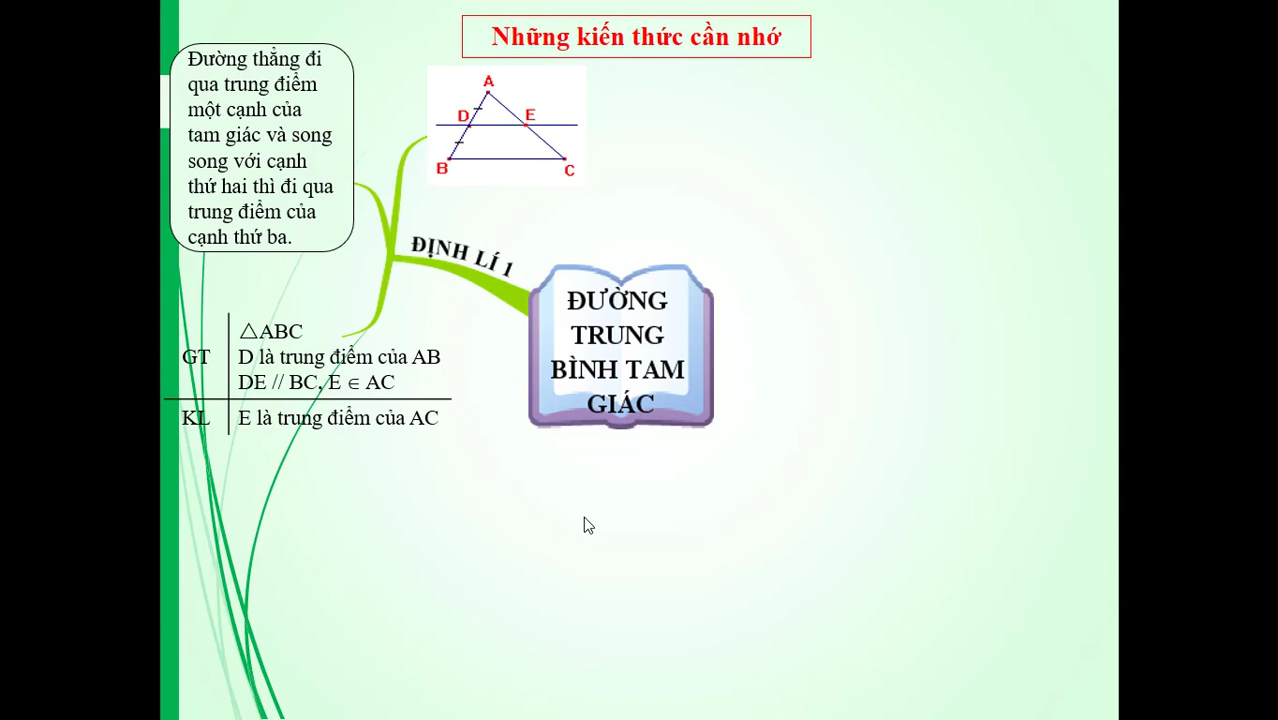 Những kiến thức cần nhớ
Đường thẳng đi
qua trung điểm
một cạnh của
tam giác và song
song với cạnh
thứ hai thì đi qua
trung điểm của
cạnh thứ ba.
A
D
E
B
C
ĐỊNH LÍ 1
ĐƯỜNG
TRUNG
BÌNH TAM
GIÁC
GT
△ABC
D là trung điểm của AB
DE // BC, E ∈ AC
KL
E là trung điểm của AC